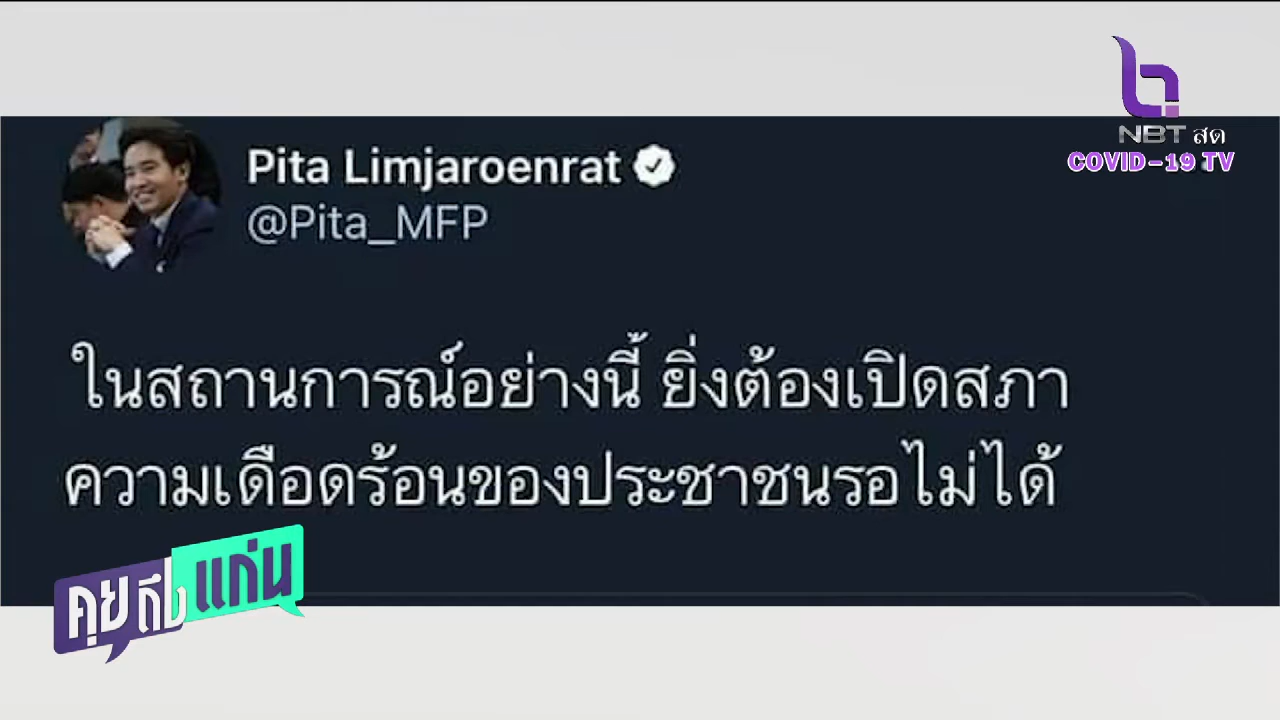 NBT สด
COVID-19 TV
Pita Limjaroenrat
@Pita_MFP
ในสถานการณ์อย่างนี้ ยิ่งต้องเปิดสภา
ความเดือดร้อนของประชาชนรอไม่ได้
คุยถึงแก่น